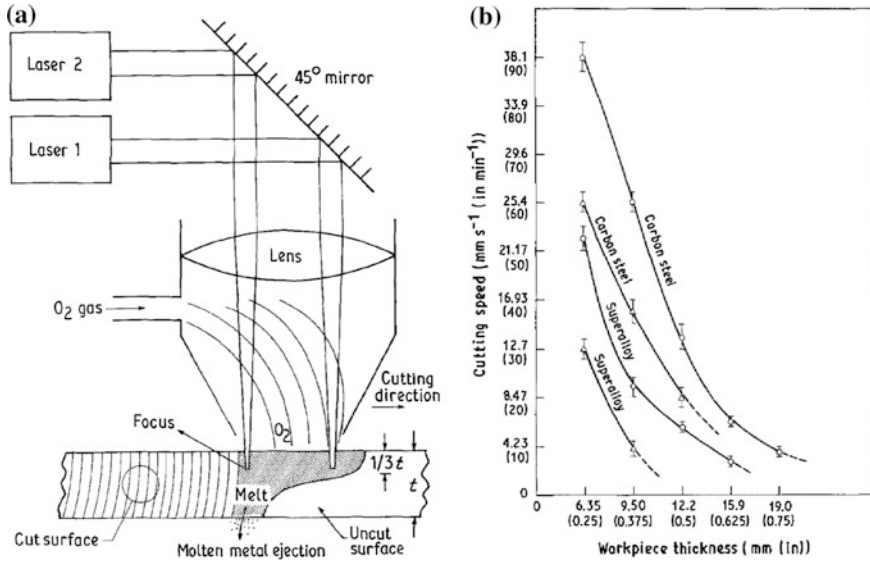 (a)
Laser 2
45° mirror
Laser 1
Lens
O₂ gas
Cutting
direction
Focus
O₂
1/3 t
t
Melt
Cut surface
Uncut
surface
Molten metal ejection
(b)
Cutting speed (mm s⁻¹ (in min⁻¹))
38.1
(90)
33.9
(80)
29.6
(70)
25.4
(60)
21.17
(50)
16.93
(40)
12.7
(30)
8.47
(20)
4.23
(10)
0
Carbon steel
Carbon steel
Superalloy
Superalloy
0 6.35 9.50 12.2 15.9 19.0
(0.25) (0.375) (0.5) (0.625) (0.75)
Workpiece thickness (mm (in))